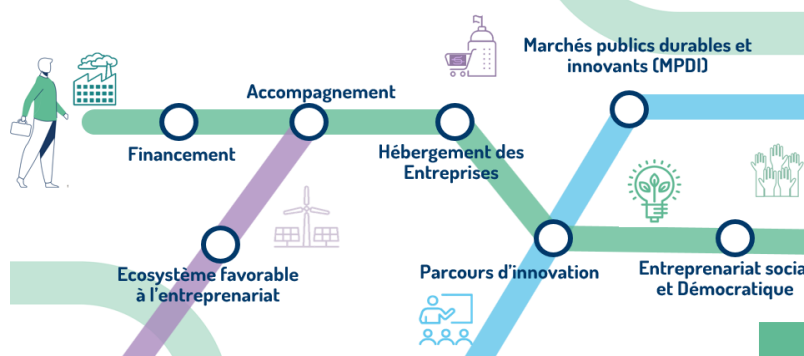 Marchés publics durables et
innovants (MPDI)
Accompagnement
Financement
Hébergement des
Entreprises
Ecosystème favorable
à l'entreprenariat
Parcours d'innovation
Entreprenariat socia
et Démocratique